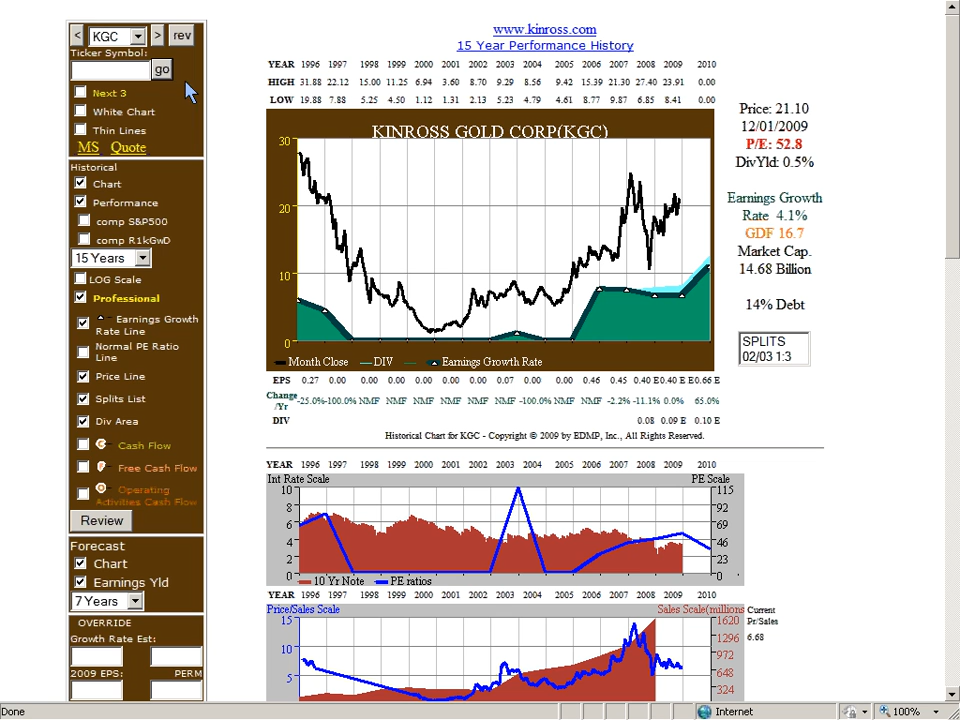 < KGC > rev
Ticker Symbol:
go
Next 3
White Chart
Thin Lines
MS Quote
Historical
Chart
Performance
comp S&P500
comp R1kGwD
15 Years
LOG Scale
Professional
Earnings Growth
Rate Line
Normal PE Ratio
Line
Price Line
Splits List
Div Area
Cash Flow
Free Cash Flow
Operating
Activities Cash Flow
Review
Forecast
Chart
Earnings Yld
7 Years
OVERRIDE
Growth Rate Est:
2009 EPS: PERM
www.kinross.com
15 Year Performance History
YEAR 1996 1997 1998 1999 2000 2001 2002 2003 2004 2005 2006 2007 2008 2009 2010
HIGH 31.88 22.12 15.00 11.25 6.94 3.60 8.70 9.29 8.56 9.42 15.39 27.10 27.40 23.91 0.00
LOW 19.88 7.88 5.25 4.50 1.12 1.31 2.13 5.23 4.79 4.61 8.77 9.87 6.85 8.41 0.00
KINROSS GOLD CORP(KGC)
30
20
10
0
Month Close DIV Earnings Growth Rate
EPS 0.27 0.00 0.00 0.00 0.00 0.00 0.00 0.07 0.00 0.00 0.46 0.45 0.40 E 0.40 E 0.66 E
Change
/Yr -25.0% -100.0% NMF NMF NMF NMF NMF NMF -100.0% NMF NMF -2.2% -11.1% 0.0% 65.0%
DIV 0.08 0.09 E 0.10 E
Historical Chart for KGC - Copyright © 2009 by EDMP, Inc., All Rights Reserved.
Price: 21.10
12/01/2009
P/E: 52.8
DivYld: 0.5%
Earnings Growth
Rate 4.1%
GDF 16.7
Market Cap.
14.68 Billion
14% Debt
SPLITS
02/03 1:3
YEAR 1996 1997 1998 1999 2000 2001 2002 2003 2004 2005 2006 2007 2008 2009 2010
Int Rate Scale PE Scale
10 115
8 92
6 69
4 46
2 23
0 0
10 Yr Note PE ratios
YEAR 1996 1997 1998 1999 2000 2001 2002 2003 2004 2005 2006 2007 2008 2009 2010
Price/Sales Scale Sales Scale(millions
15 1620
1296
10 972
648
5 324
Current
Pr/Sales
6.68
Done Internet 100%